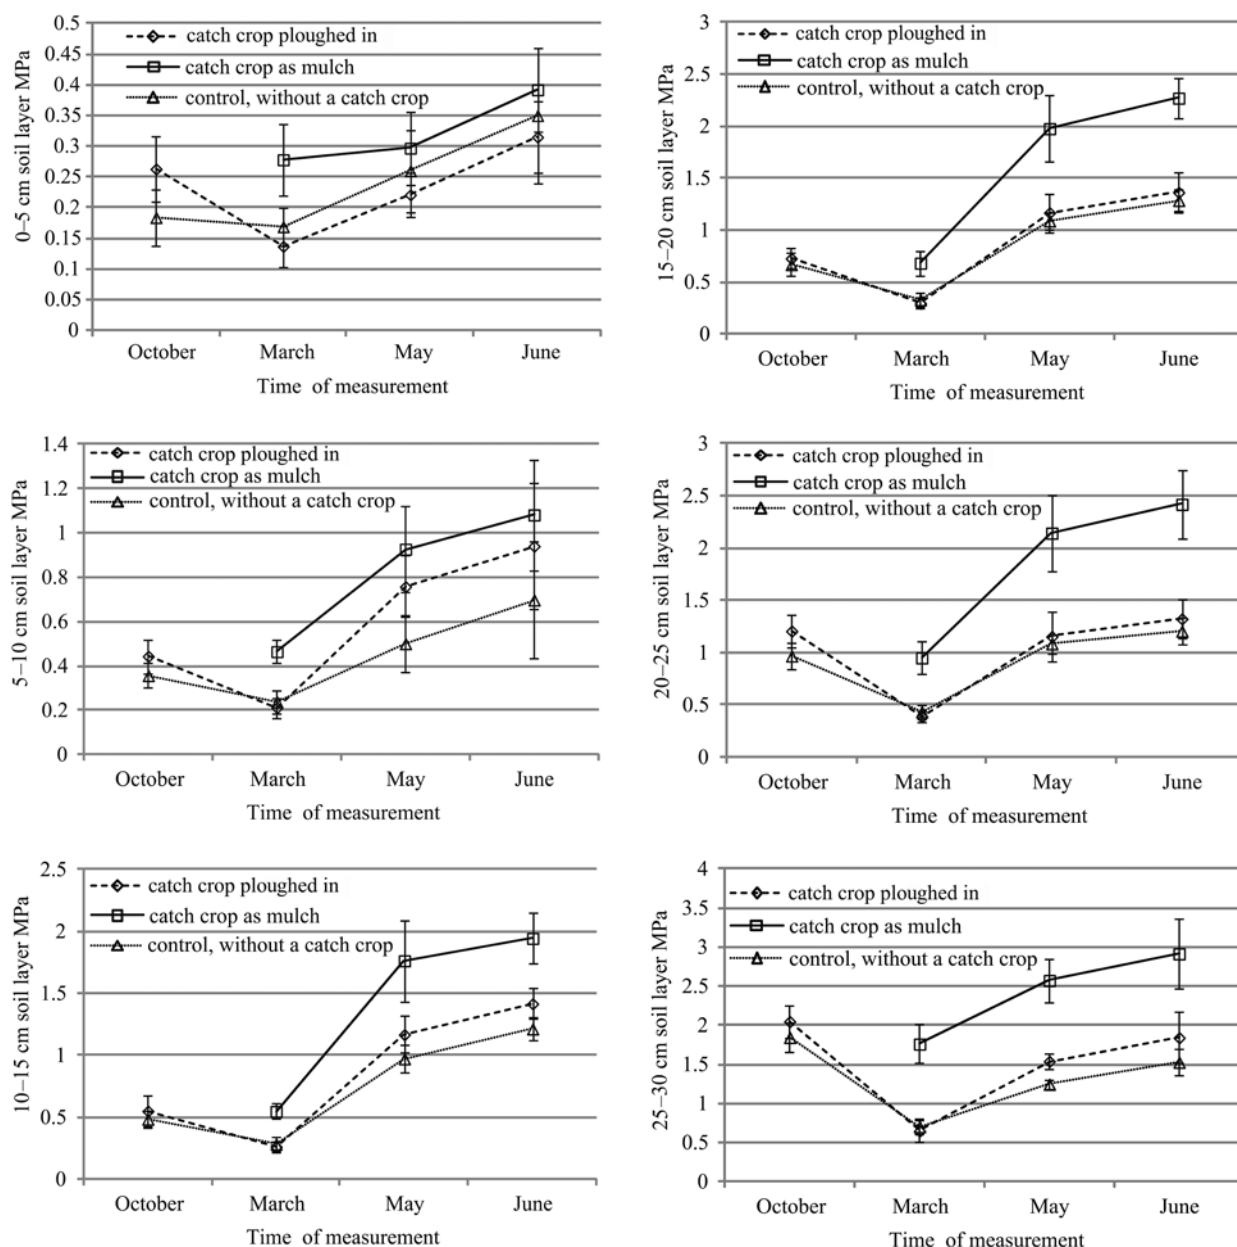 0–5 cm soil layer MPa
0.5
0.45
0.4
0.35
0.3
0.25
0.2
0.15
0.1
0.05
0
catch crop ploughed in
catch crop as mulch
control, without a catch crop
October March May June
Time of measurement
15–20 cm soil layer MPa
3
2.5
2
1.5
1
0.5
0
catch crop ploughed in
catch crop as mulch
control, without a catch crop
October March May June
Time of measurement
5–10 cm soil layer MPa
1.4
1.2
1
0.8
0.6
0.4
0.2
0
catch crop ploughed in
catch crop as mulch
control, without a catch crop
October March May June
Time of measurement
20–25 cm soil layer MPa
3
2.5
2
1.5
1
0.5
0
catch crop ploughed in
catch crop as mulch
control, without a catch crop
October March May June
Time of measurement
10–15 cm soil layer MPa
2.5
2
1.5
1
0.5
0
catch crop ploughed in
catch crop as mulch
control, without a catch crop
October March May June
Time of measurement
25–30 cm soil layer MPa
4
3.5
3
2.5
2
1.5
1
0.5
0
catch crop ploughed in
catch crop as mulch
control, without a catch crop
October March May June
Time of measurement